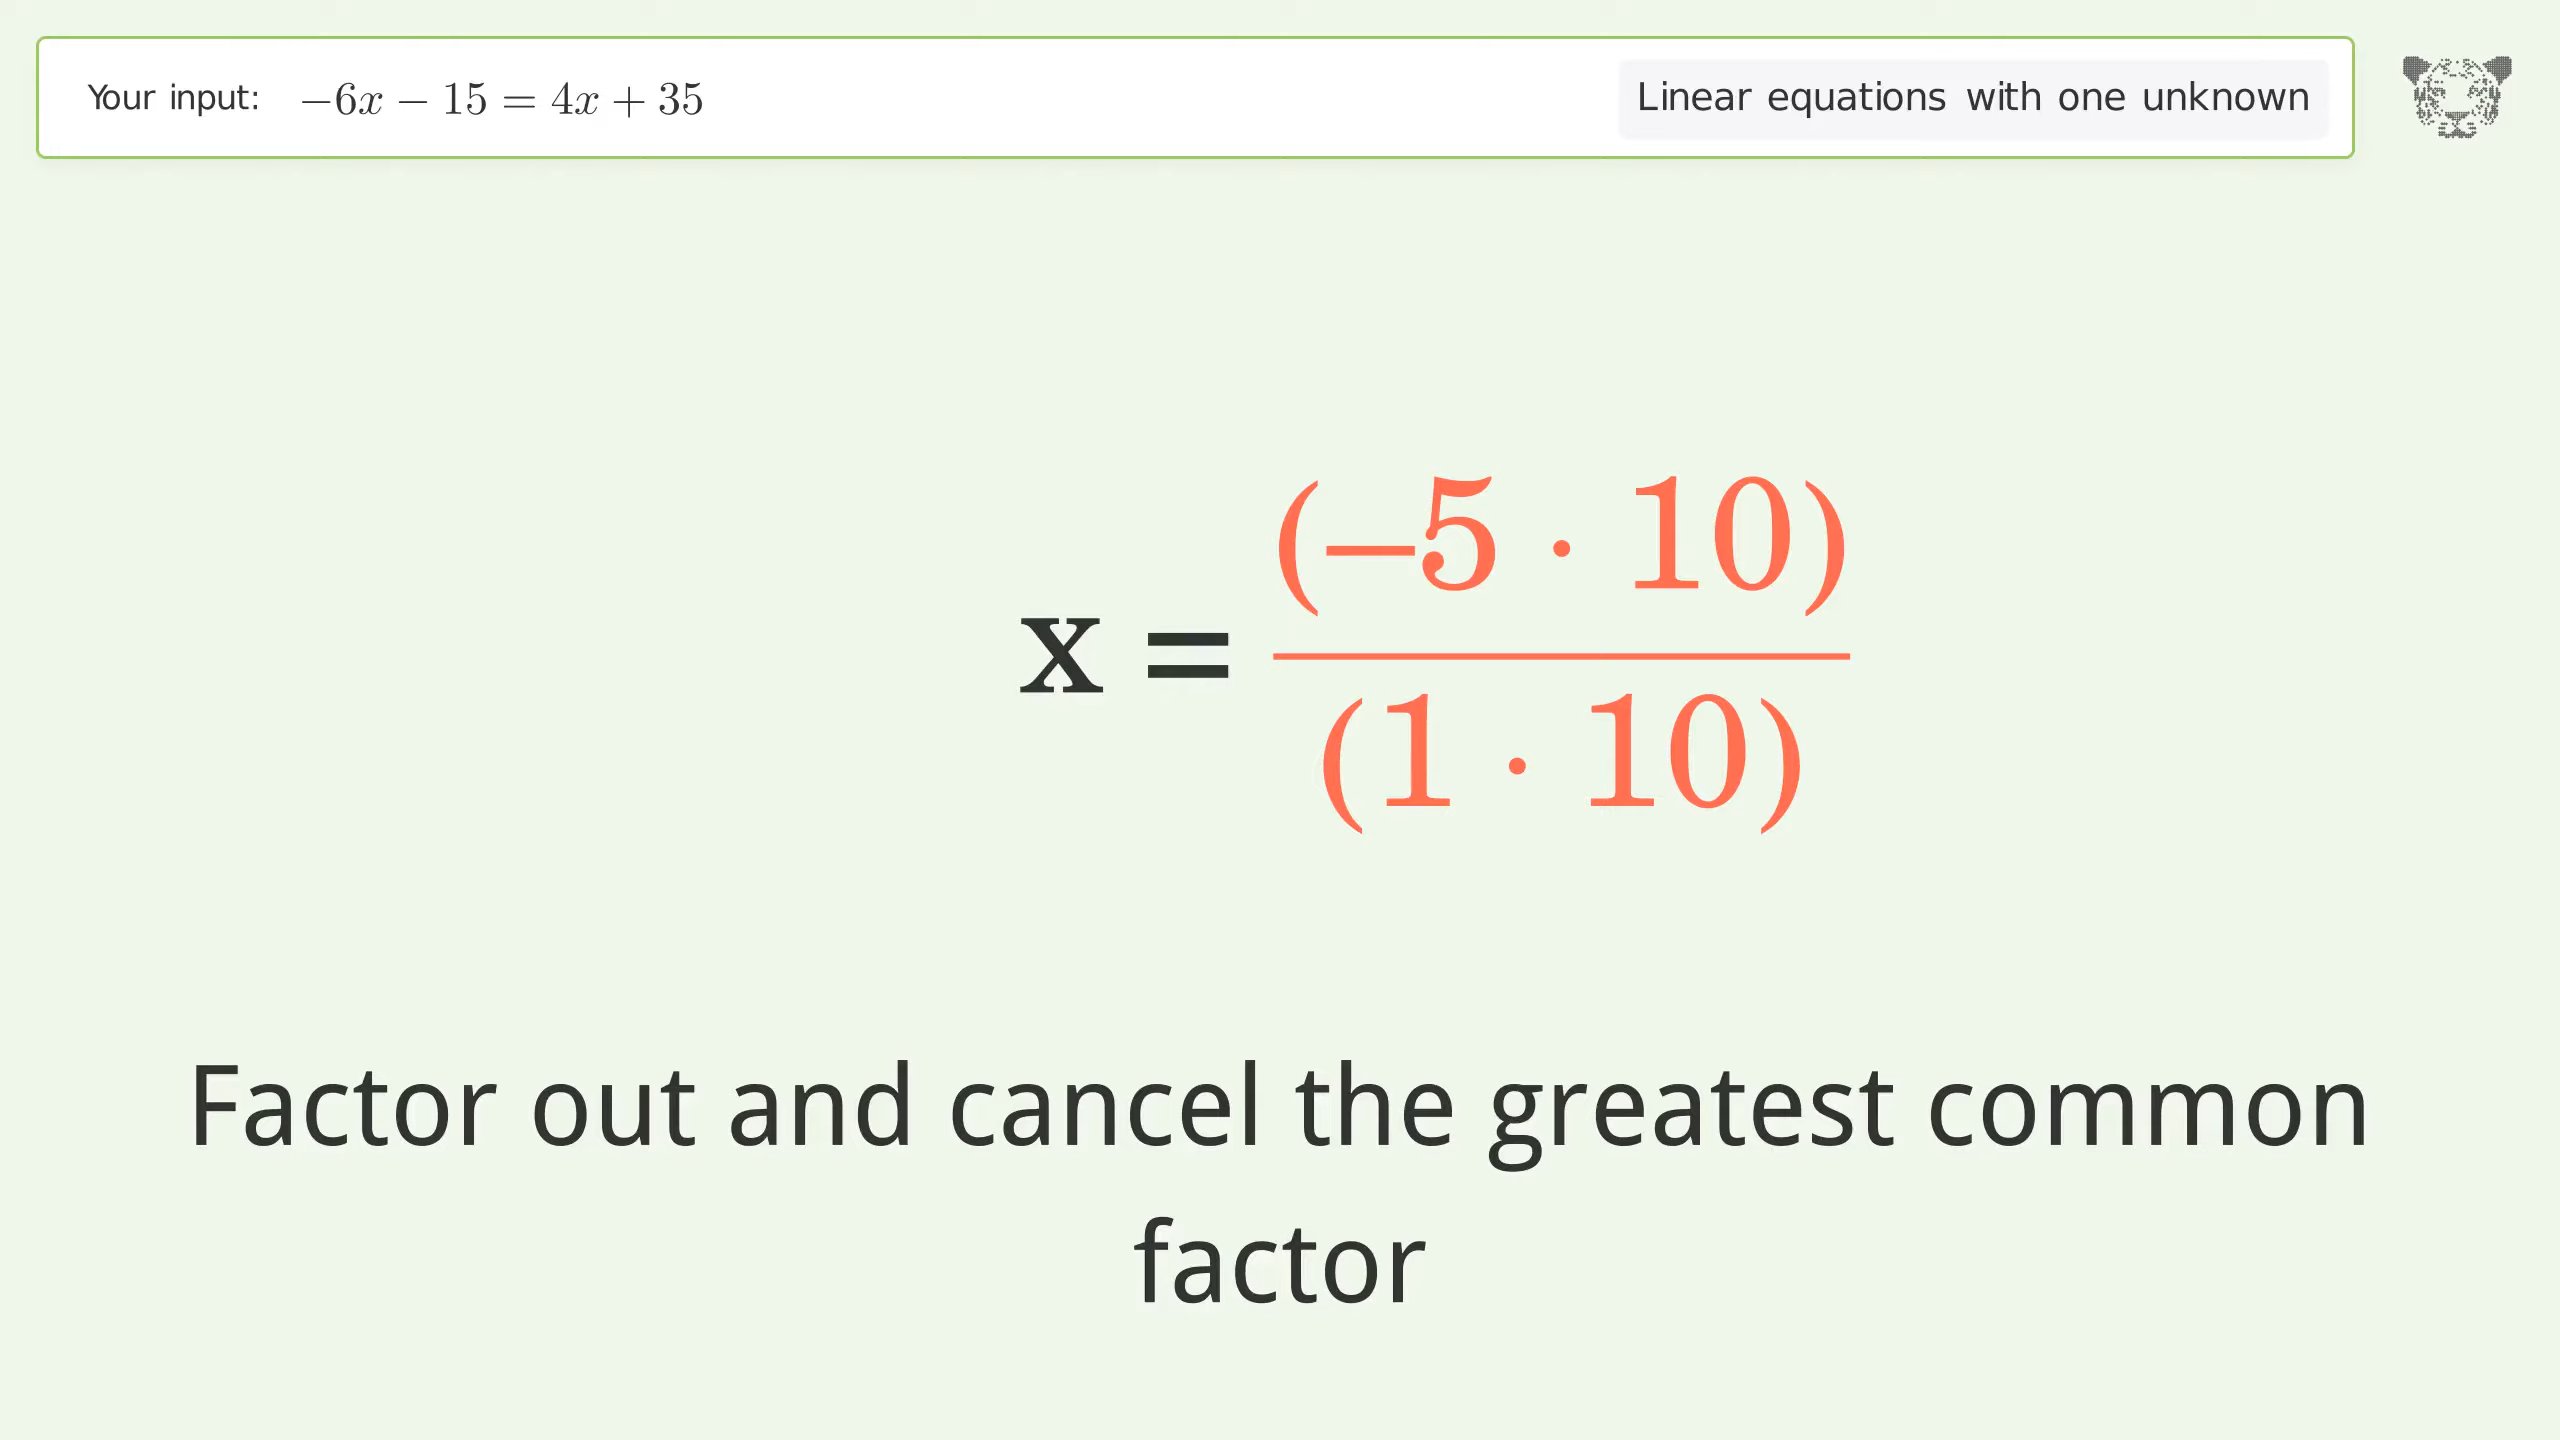 Your input: −6x − 15 = 4x + 35
Linear equations with one unknown
x = (−5 · 10) / (1 · 10)
Factor out and cancel the greatest common
factor